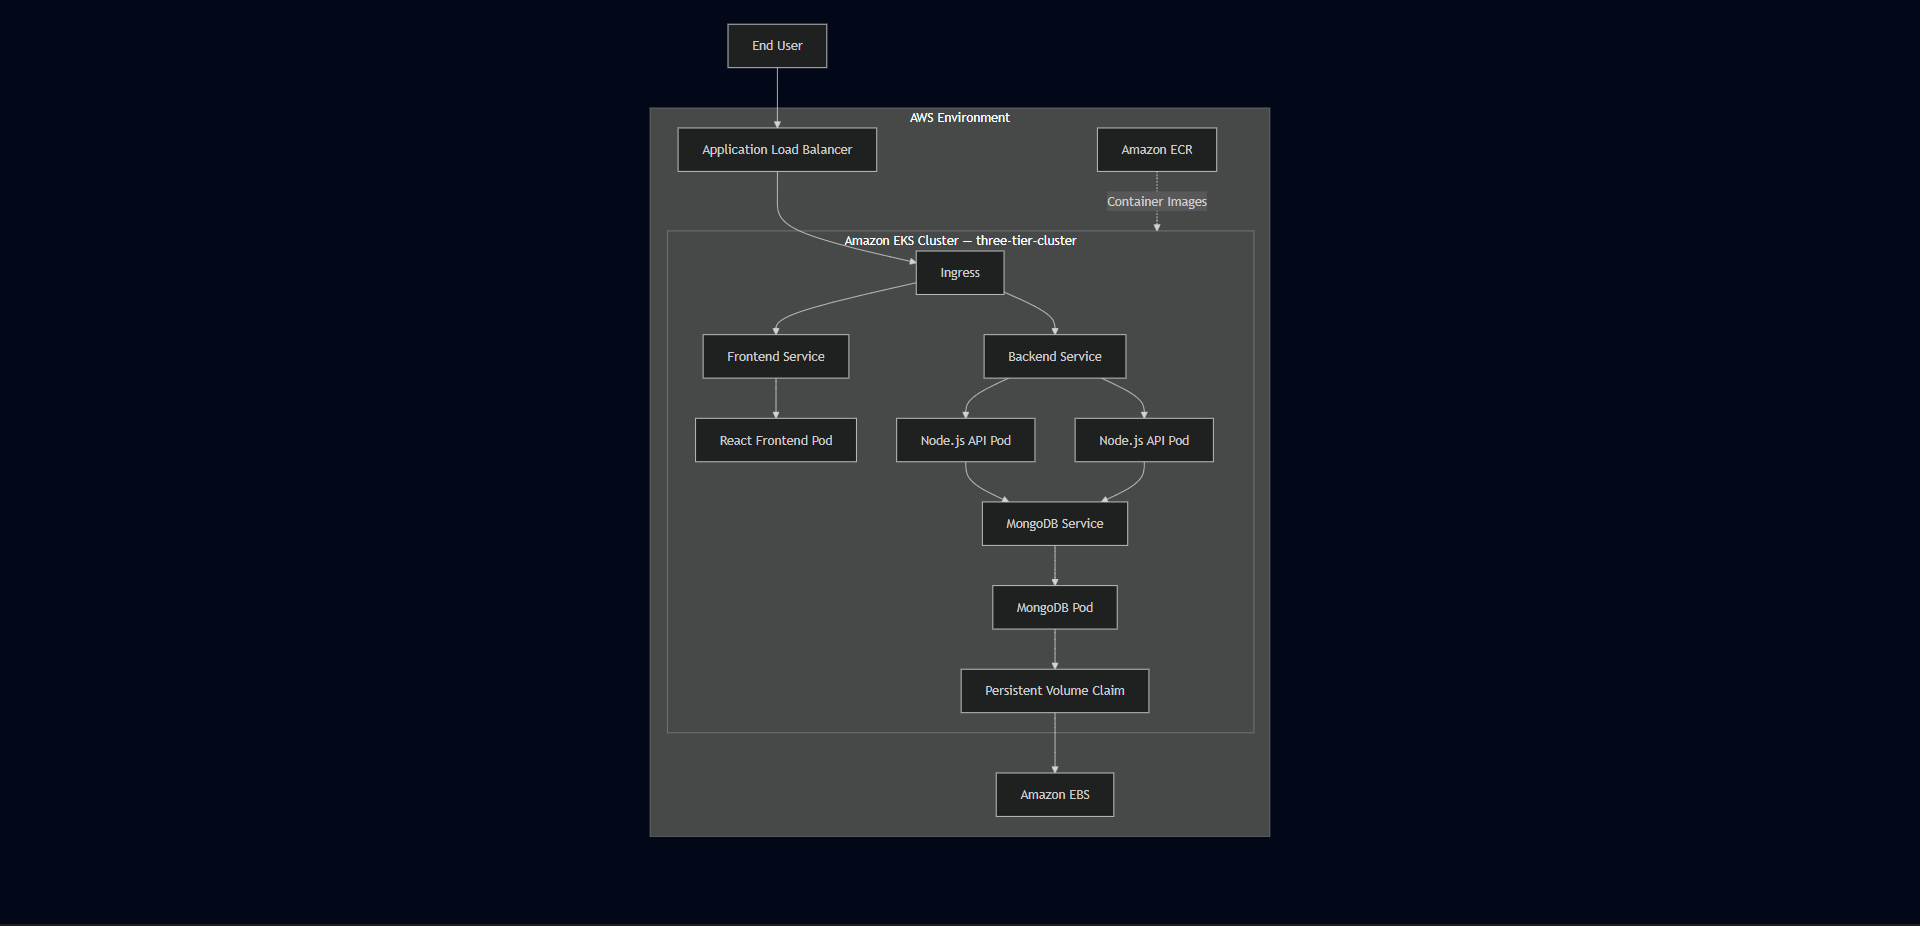 End User
AWS Environment
Application Load Balancer
Amazon ECR
Container Images
Amazon EKS Cluster — three-tier-cluster
Ingress
Frontend Service
Backend Service
React Frontend Pod
Node.js API Pod
Node.js API Pod
MongoDB Service
MongoDB Pod
Persistent Volume Claim
Amazon EBS